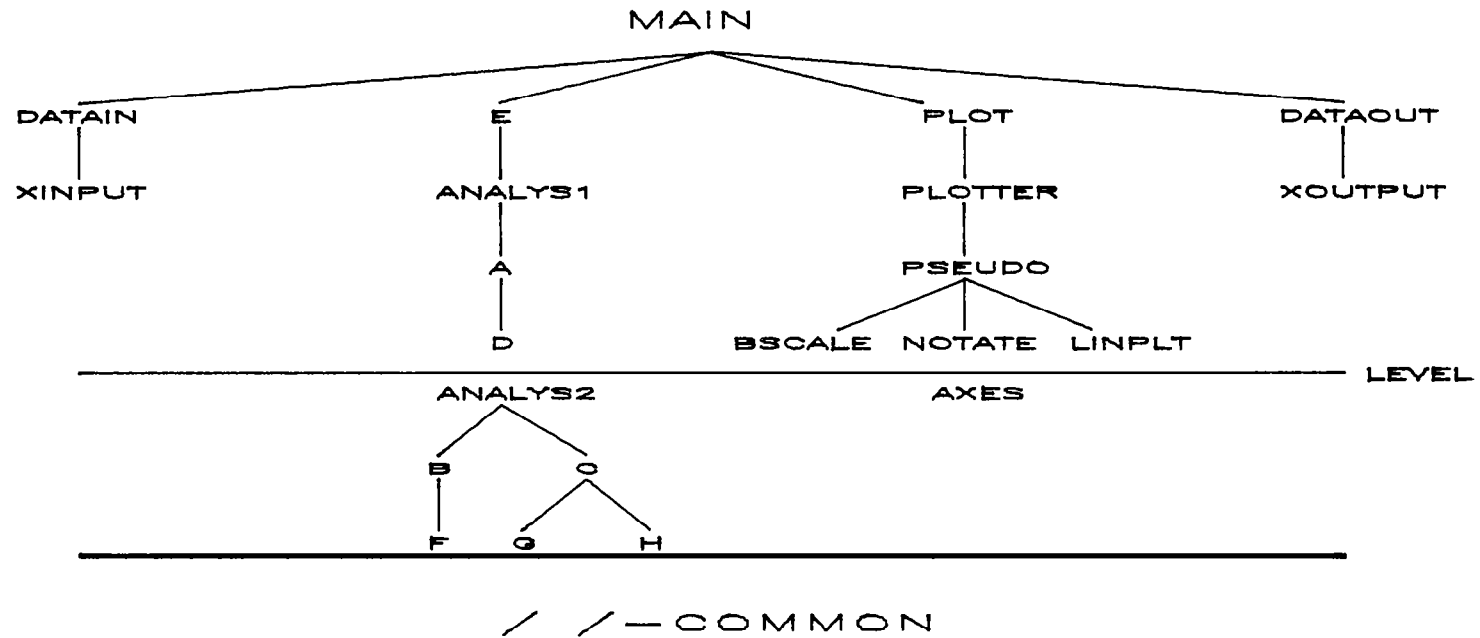 MAIN
DATAIN E PLOT DATAOUT
XINPUT ANALYS1 PLOTTER XOUTPUT
A PSEUDO
D BSCALE NOTATE LINPLT
LEVEL
ANALYS2 AXES
B C
F G H
/ /-COMMON